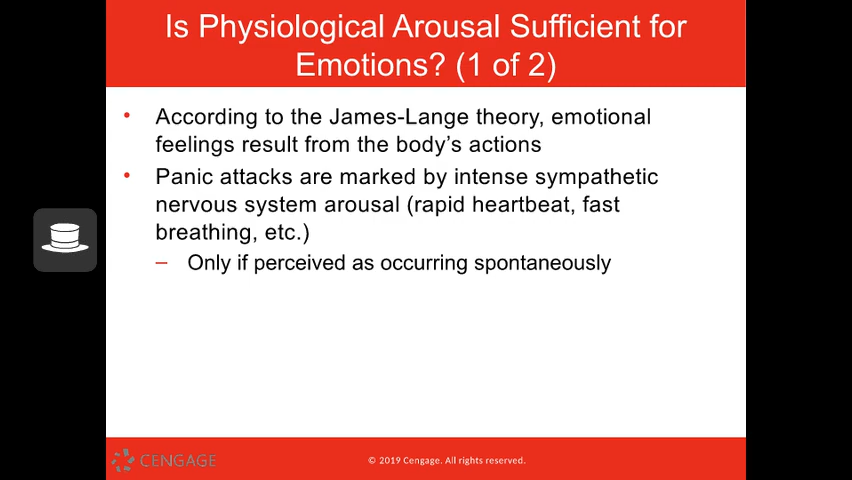 Is Physiological Arousal Sufficient for
Emotions? (1 of 2)
• According to the James-Lange theory, emotional
feelings result from the body's actions
• Panic attacks are marked by intense sympathetic
nervous system arousal (rapid heartbeat, fast
breathing, etc.)
– Only if perceived as occurring spontaneously
CENGAGE
© 2019 Cengage. All rights reserved.